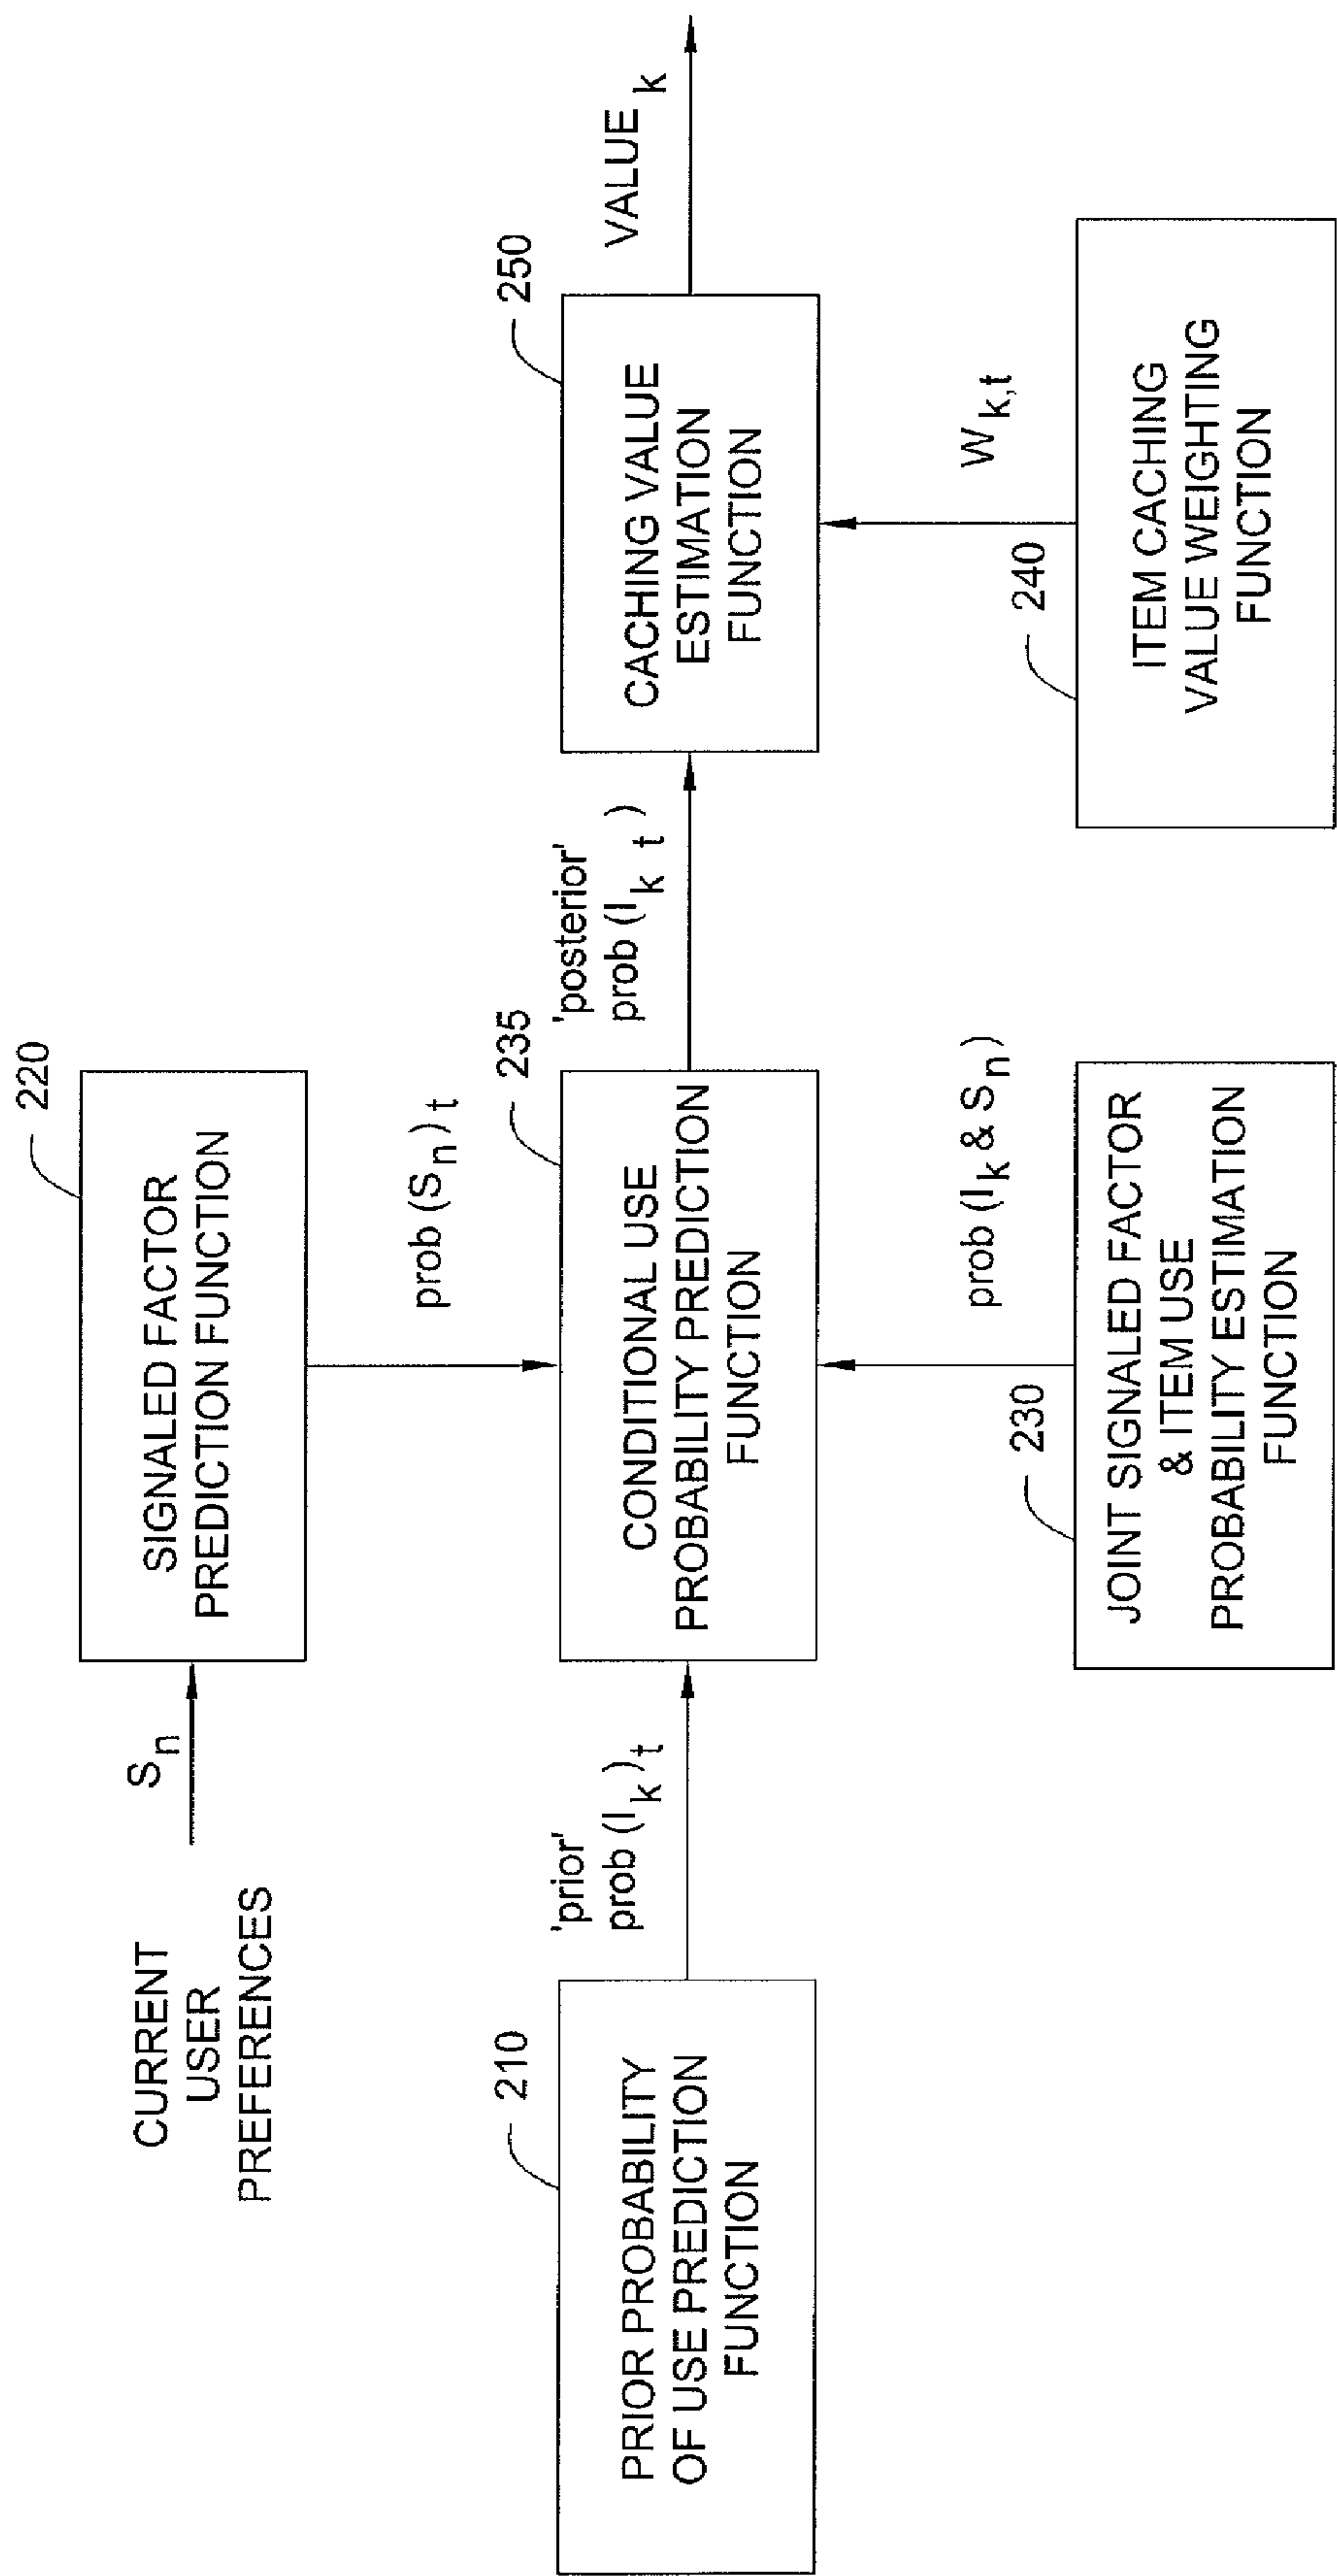 CURRENT
USER
PREFERENCES
S n
220
SIGNALED FACTOR
PREDICTION FUNCTION
prob (S n) t
210
PRIOR PROBABILITY
OF USE PREDICTION
FUNCTION
'prior'
prob (I k) t
235
CONDITIONAL USE
PROBABILITY PREDICTION
FUNCTION
'posterior'
prob (I k t )
250
CACHING VALUE
ESTIMATION
FUNCTION
VALUE k
230
JOINT SIGNALED FACTOR
& ITEM USE
PROBABILITY ESTIMATION
FUNCTION
prob (I k & S n)
240
ITEM CACHING
VALUE WEIGHTING
FUNCTION
W k,t